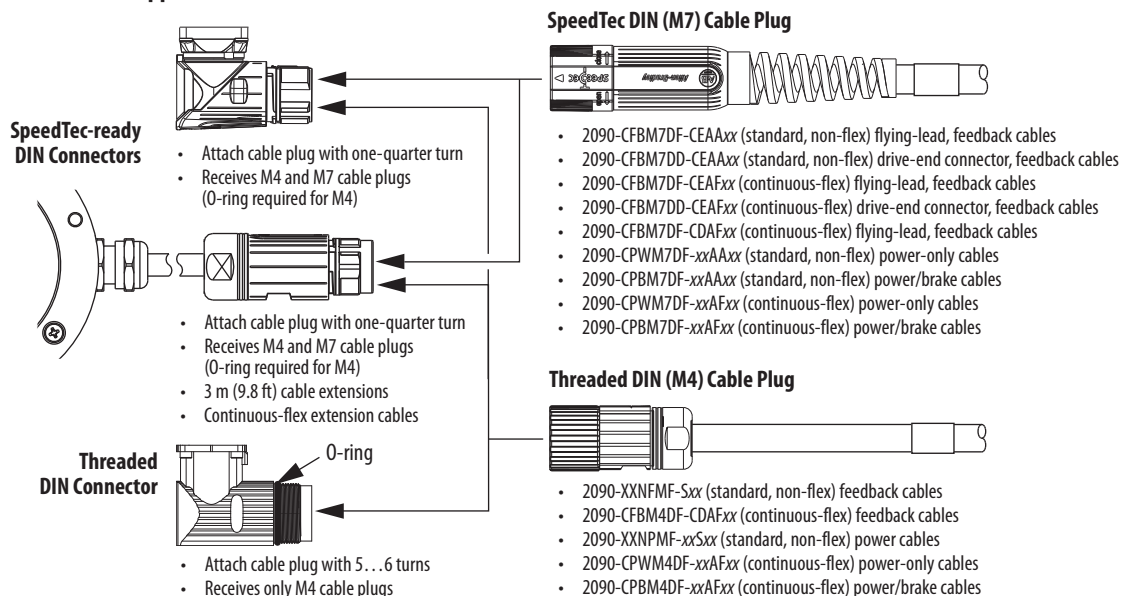 SpeedTec DIN (M7) Cable Plug
SpeedTec-ready
DIN Connectors
• Attach cable plug with one-quarter turn
• Receives M4 and M7 cable plugs
(O-ring required for M4)
• 2090-CFBM7DF-CEAAxx (standard, non-flex) flying-lead, feedback cables
• 2090-CFBM7DD-CEAAxx (standard, non-flex) drive-end connector, feedback cables
• 2090-CFBM7DF-CEAFxx (continuous-flex) flying-lead, feedback cables
• 2090-CFBM7DD-CEAFxx (continuous-flex) drive-end connector, feedback cables
• 2090-CFBM7DF-CDAFxx (continuous-flex) flying-lead, feedback cables
• 2090-CPWM7DF-xxAAxx (standard, non-flex) power-only cables
• 2090-CPBM7DF-xxAAxx (standard, non-flex) power/brake cables
• 2090-CPWM7DF-xxAFxx (continuous-flex) power-only cables
• 2090-CPBM7DF-xxAFxx (continuous-flex) power/brake cables
• Attach cable plug with one-quarter turn
• Receives M4 and M7 cable plugs
(O-ring required for M4)
• 3 m (9.8 ft) cable extensions
• Continuous-flex extension cables
Threaded DIN (M4) Cable Plug
Threaded
DIN Connector
O-ring
• Attach cable plug with 5…6 turns
• Receives only M4 cable plugs
• 2090-XXNFMF-Sxx (standard, non-flex) feedback cables
• 2090-CFBM4DF-CDAFxx (continuous-flex) feedback cables
• 2090-XXNPMF-xxSxx (standard, non-flex) power cables
• 2090-CPWM4DF-xxAFxx (continuous-flex) power-only cables
• 2090-CPBM4DF-xxAFxx (continuous-flex) power/brake cables
Allen-Bradley